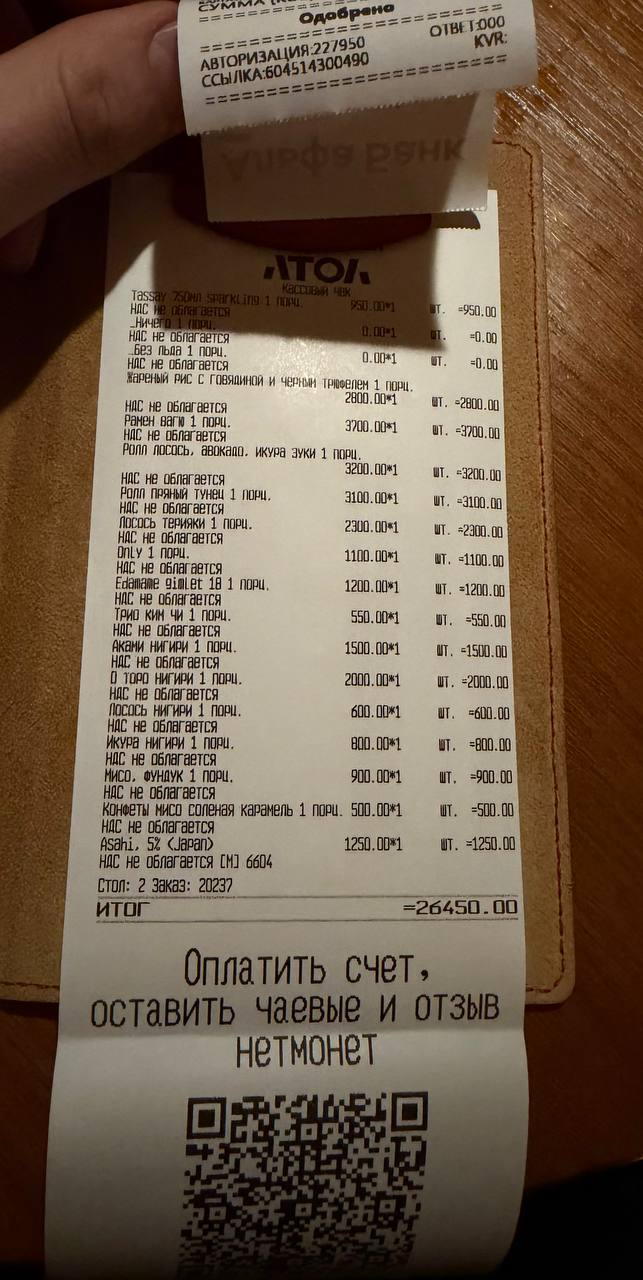 СУММА
Одобрено
АВТОРИЗАЦИЯ:227950 ОТВЕТ:000
ССЫЛКА:604514300490 KVR:
Альфа Банк
АТОЛ
Кассовый чек
Tassay 750мл sparkling 1 порц.
950.00*1 шт. =950.00
НДС не облагается
_Ничего 1 порц.
0.00*1 шт. =0.00
НДС не облагается
_Без льда 1 порц.
0.00*1 шт. =0.00
НДС не облагается
Жареный рис с говядиной и черным трюфелем 1 порц.
2800.00*1 шт. =2800.00
НДС не облагается
Рамен вагю 1 порц.
3700.00*1 шт. =3700.00
НДС не облагается
Ролл лосось, авокадо, икура зуки 1 порц.
3200.00*1 шт. =3200.00
НДС не облагается
Ролл пряный тунец 1 порц.
3100.00*1 шт. =3100.00
НДС не облагается
Лосось терияки 1 порц.
2300.00*1 шт. =2300.00
НДС не облагается
Only 1 порц.
1100.00*1 шт. =1100.00
НДС не облагается
Edamame gimlet 18 1 порц.
1200.00*1 шт. =1200.00
НДС не облагается
Трио ким чи 1 порц.
550.00*1 шт. =550.00
НДС не облагается
Аками нигири 1 порц.
1500.00*1 шт. =1500.00
НДС не облагается
О торо нигири 1 порц.
2000.00*1 шт. =2000.00
НДС не облагается
Лосось нигири 1 порц.
600.00*1 шт. =600.00
НДС не облагается
Икура нигири 1 порц.
800.00*1 шт. =800.00
НДС не облагается
Мисо, фундук 1 порц.
900.00*1 шт. =900.00
НДС не облагается
Конфеты мисо соленая карамель 1 порц. 500.00*1 шт. =500.00
НДС не облагается
Asahi, 5% (Japan)
1250.00*1 шт. =1250.00
НДС не облагается [М] 6604
Стол: 2 Заказ: 20237
ИТОГ =26450.00
Оплатить счет,
оставить чаевые и отзыв
нетмонет